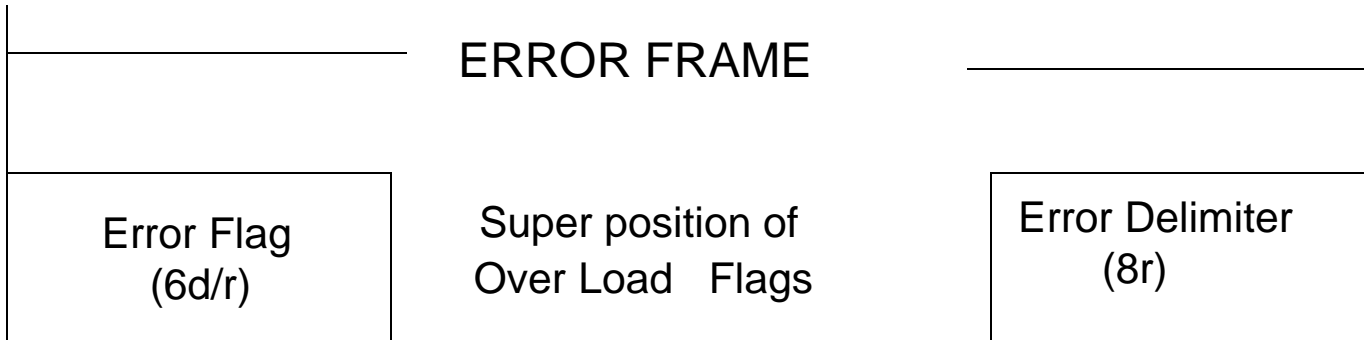 ERROR FRAME
Error Flag
(6d/r)
Super position of
Over Load Flags
Error Delimiter
(8r)